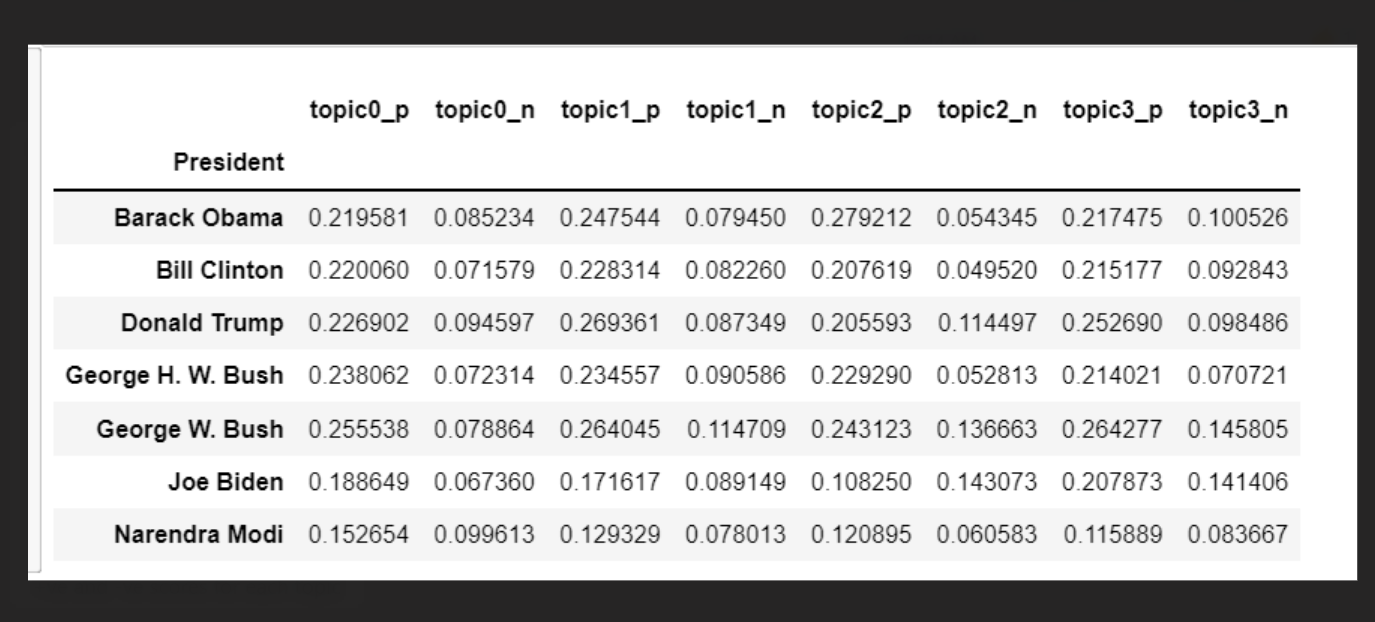 topic0_p topic0_n topic1_p topic1_n topic2_p topic2_n topic3_p topic3_n
President
Barack Obama 0.219581 0.085234 0.247544 0.079450 0.279212 0.054345 0.217475 0.100526
Bill Clinton 0.220060 0.071579 0.228314 0.082260 0.207619 0.049520 0.215177 0.092843
Donald Trump 0.226902 0.094597 0.269361 0.087349 0.205593 0.114497 0.252690 0.098486
George H. W. Bush 0.238062 0.072314 0.234557 0.090586 0.229290 0.052813 0.214021 0.070721
George W. Bush 0.255538 0.078864 0.264045 0.114709 0.243123 0.136663 0.264277 0.145805
Joe Biden 0.188649 0.067360 0.171617 0.089149 0.108250 0.143073 0.207873 0.141406
Narendra Modi 0.152654 0.099613 0.129329 0.078013 0.120895 0.060583 0.115889 0.083667